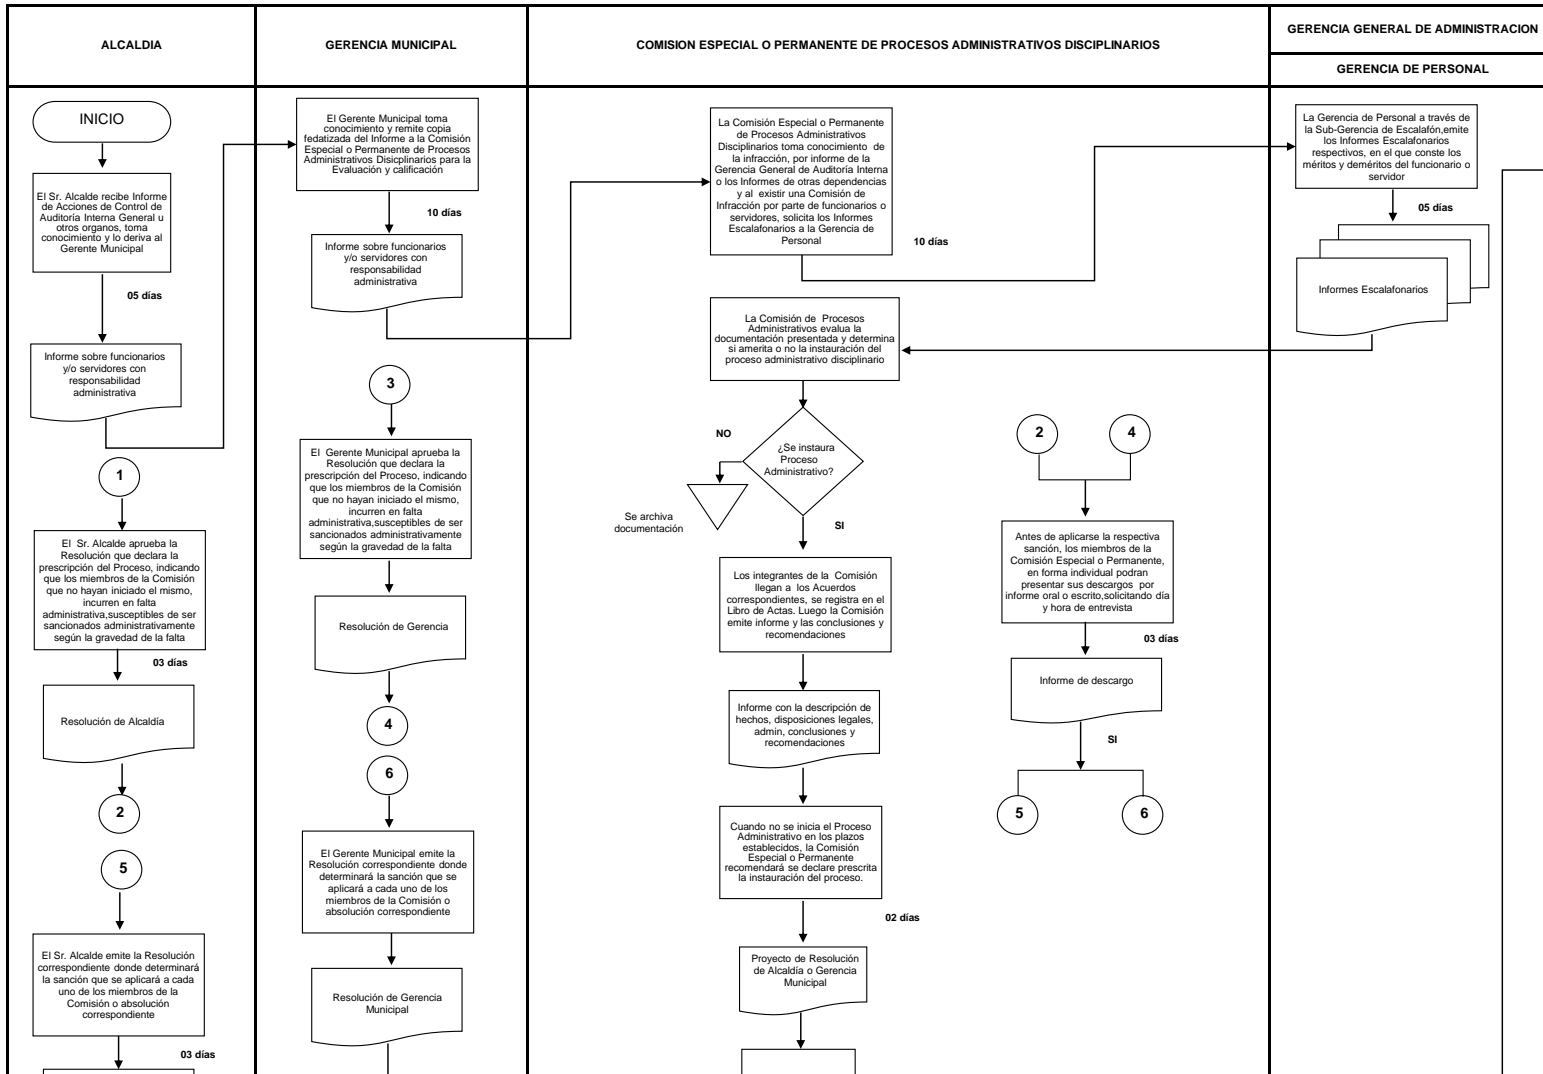 ALCALDIA
GERENCIA MUNICIPAL
COMISION ESPECIAL O PERMANENTE DE PROCESOS ADMINISTRATIVOS DISCIPLINARIOS
GERENCIA GENERAL DE ADMINISTRACION
GERENCIA DE PERSONAL
INICIO
El Sr. Alcalde recibe Informe
de Acciones de Control de
Auditoría Interna General u
otros organos, toma
conocimiento y lo deriva al
Gerente Municipal
05 días
Informe sobre funcionarios
y/o servidores con
responsabilidad
administrativa
1
El Sr. Alcalde aprueba la
Resolución que declara la
prescripción del Proceso, indicando
que los miembros de la Comisión
que no hayan iniciado el mismo,
incurren en falta
administrativa,susceptibles de ser
sancionados administrativamente
según la gravedad de la falta
03 días
Resolución de Alcaldía
2
5
El Sr. Alcalde emite la Resolución
correspondiente donde determinará
la sanción que se aplicará a cada
uno de los miembros de la
Comisión o absolución
correspondiente
03 días
El Gerente Municipal toma
conocimiento y remite copia
fedatizada del Informe a la Comisión
Especial o Permanente de Procesos
Administrativos Disicplinarios para la
Evaluación y calificación
10 días
Informe sobre funcionarios
y/o servidores con
responsabilidad
administrativa
3
El Gerente Municipal aprueba la
Resolución que declara la
prescripción del Proceso, indicando
que los miembros de la Comisión
que no hayan iniciado el mismo,
incurren en falta
administrativa,susceptibles de ser
sancionados administrativamente
según la gravedad de la falta
Resolución de Gerencia
4
6
El Gerente Municipal emite la
Resolución correspondiente donde
determinará la sanción que se
aplicará a cada uno de los
miembros de la Comisión o
absolución correspondiente
Resolución de Gerencia
Municipal
La Comisión Especial o Permanente
de Procesos Administrativos
Disciplinarios toma conocimiento de
la infracción, por informe de la
Gerencia General de Auditoría Interna
o los Informes de otras dependencias
y al existir una Comisión de
Infracción por parte de funcionarios o
servidores, solicita los Informes
Escalafonarios a la Gerencia de
Personal
10 días
La Comisión de Procesos
Administrativos evalua la
documentación presentada y determina
si amerita o no la instauración del
proceso administrativo disciplinario
NO
¿Se instaura
Proceso
Administrativo?
Se archiva
documentación
SI
Los integrantes de la Comisión
llegan a los Acuerdos
correspondientes, se registra en el
Libro de Actas. Luego la Comisión
emite informe y las conclusiones y
recomendaciones
Informe con la descripción de
hechos, disposiciones legales,
admin, conclusiones y
recomendaciones
Cuando no se inicia el Proceso
Administrativo en los plazos
establecidos, la Comisión
Especial o Permanente
recomendará se declare prescrita
la instauración del proceso.
02 días
Proyecto de Resolución
de Alcaldía o Gerencia
Municipal
2
4
Antes de aplicarse la respectiva
sanción, los miembros de la
Comisión Especial o Permanente,
en forma individual podran
presentar sus descargos por
informe oral o escrito,solicitando día
y hora de entrevista
03 días
Informe de descargo
SI
5
6
La Gerencia de Personal a través de
la Sub-Gerencia de Escalafón,emite
los Informes Escalafonarios
respectivos, en el que conste los
méritos y deméritos del funcionario o
servidor
05 días
Informes Escalafonarios